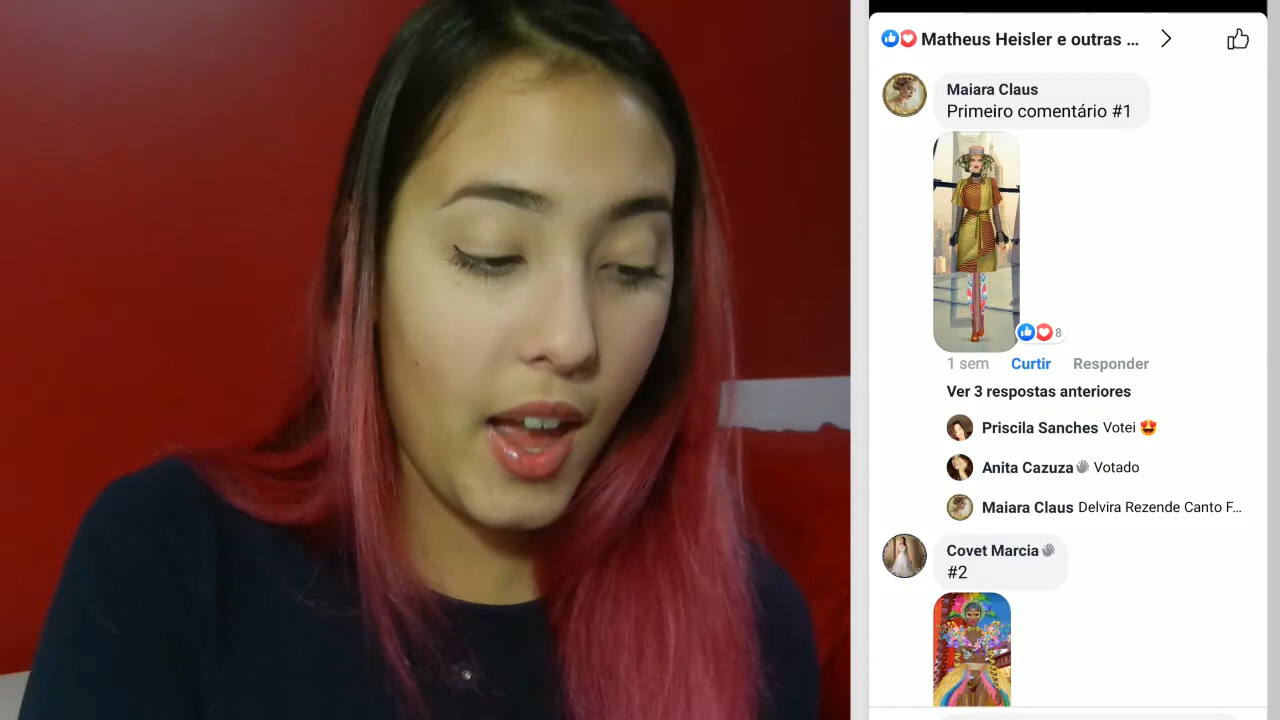 Matheus Heisler e outras ...
Maiara Claus
Primeiro comentário #1
8
1 sem Curtir Responder
Ver 3 respostas anteriores
Priscila Sanches Votei 😍
Anita Cazuza Votado
Maiara Claus Delvira Rezende Canto F...
Covet Marcia
#2